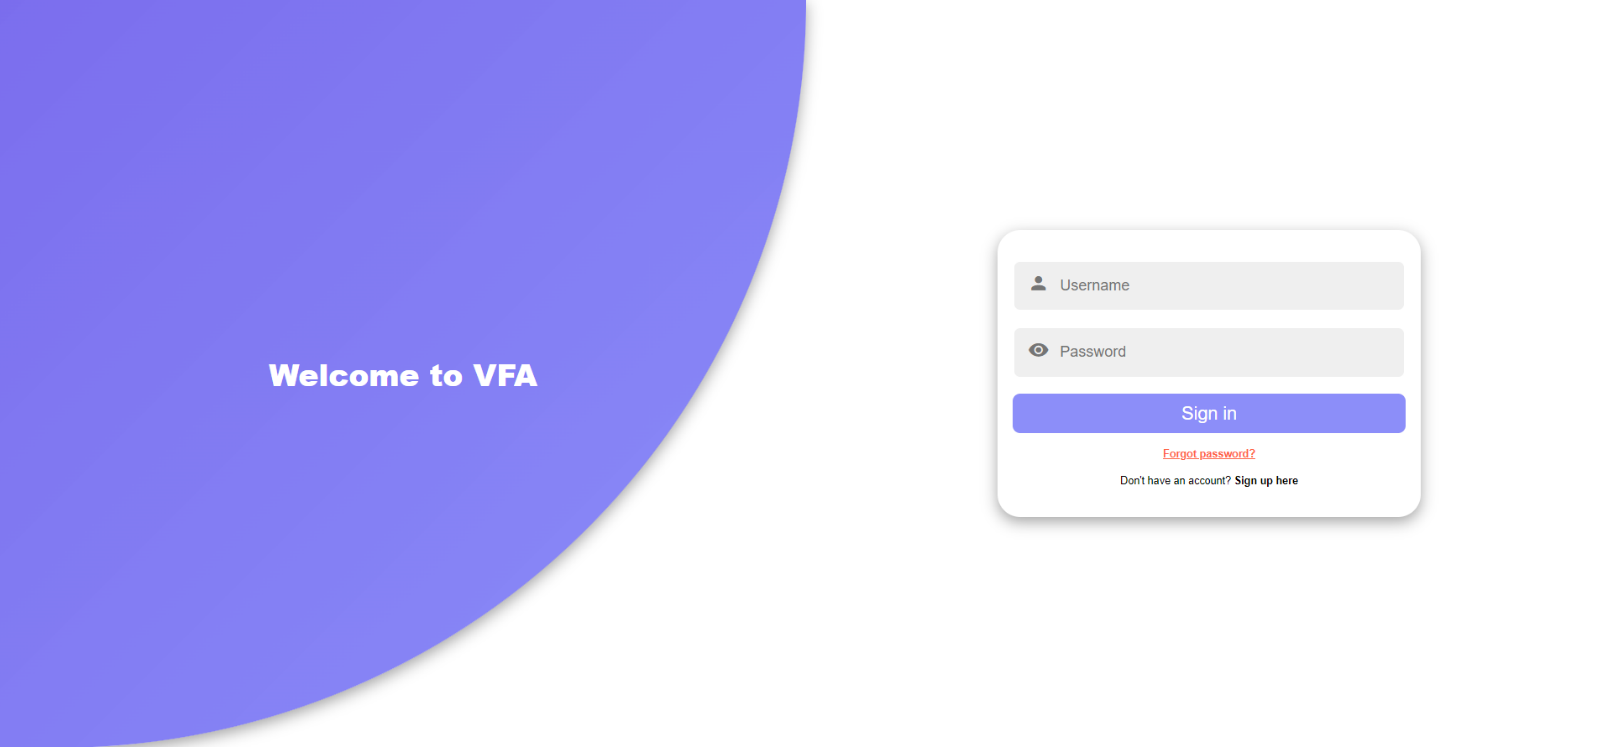 Welcome to VFA
Username
Password
Sign in
Forgot password?
Don't have an account? Sign up here